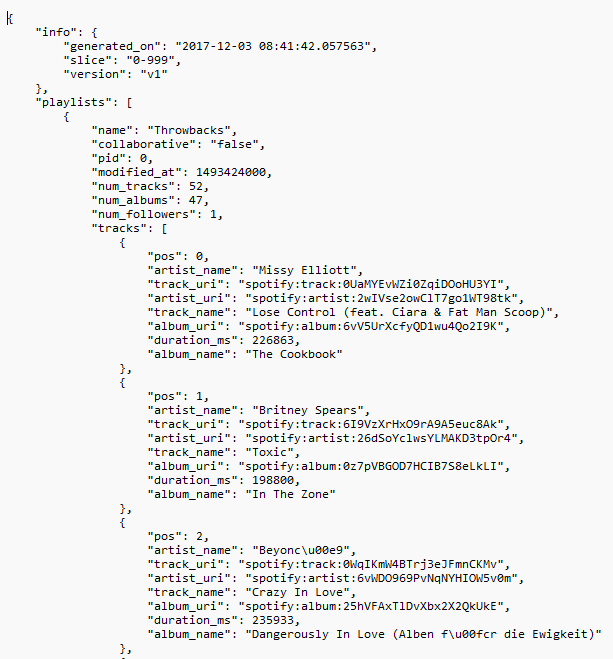 {
"info": {
"generated_on": "2017-12-03 08:41:42.057563",
"slice": "0-999",
"version": "v1"
},
"playlists": [
{
"name": "Throwbacks",
"collaborative": "false",
"pid": 0,
"modified_at": 1493424000,
"num_tracks": 52,
"num_albums": 47,
"num_followers": 1,
"tracks": [
{
"pos": 0,
"artist_name": "Missy Elliott",
"track_uri": "spotify:track:0UaMYEvWZi0ZqiDOoHU3YI",
"artist_uri": "spotify:artist:2wIVse2owClT7go1WT98tk",
"track_name": "Lose Control (feat. Ciara & Fat Man Scoop)",
"album_uri": "spotify:album:6vV5UrXcfyQD1wu4Qo2I9K",
"duration_ms": 226863,
"album_name": "The Cookbook"
},
{
"pos": 1,
"artist_name": "Britney Spears",
"track_uri": "spotify:track:6I9VzXrHxO9rA9A5euc8Ak",
"artist_uri": "spotify:artist:26dSoYclwsYLMAKD3tpOr4",
"track_name": "Toxic",
"album_uri": "spotify:album:0z7pVBGOD7HCIB7S8eLkLI",
"duration_ms": 198800,
"album_name": "In The Zone"
},
{
"pos": 2,
"artist_name": "Beyonc\u00e9",
"track_uri": "spotify:track:0WqIKmW4BTrj3eJFmnCKMv",
"artist_uri": "spotify:artist:6vWDO969PvNqNYHIOW5v0m",
"track_name": "Crazy In Love",
"album_uri": "spotify:album:25hVFAxTlDvXbx2X2QkUkE",
"duration_ms": 235933,
"album_name": "Dangerously In Love (Alben f\u00fcr die Ewigkeit)"
},